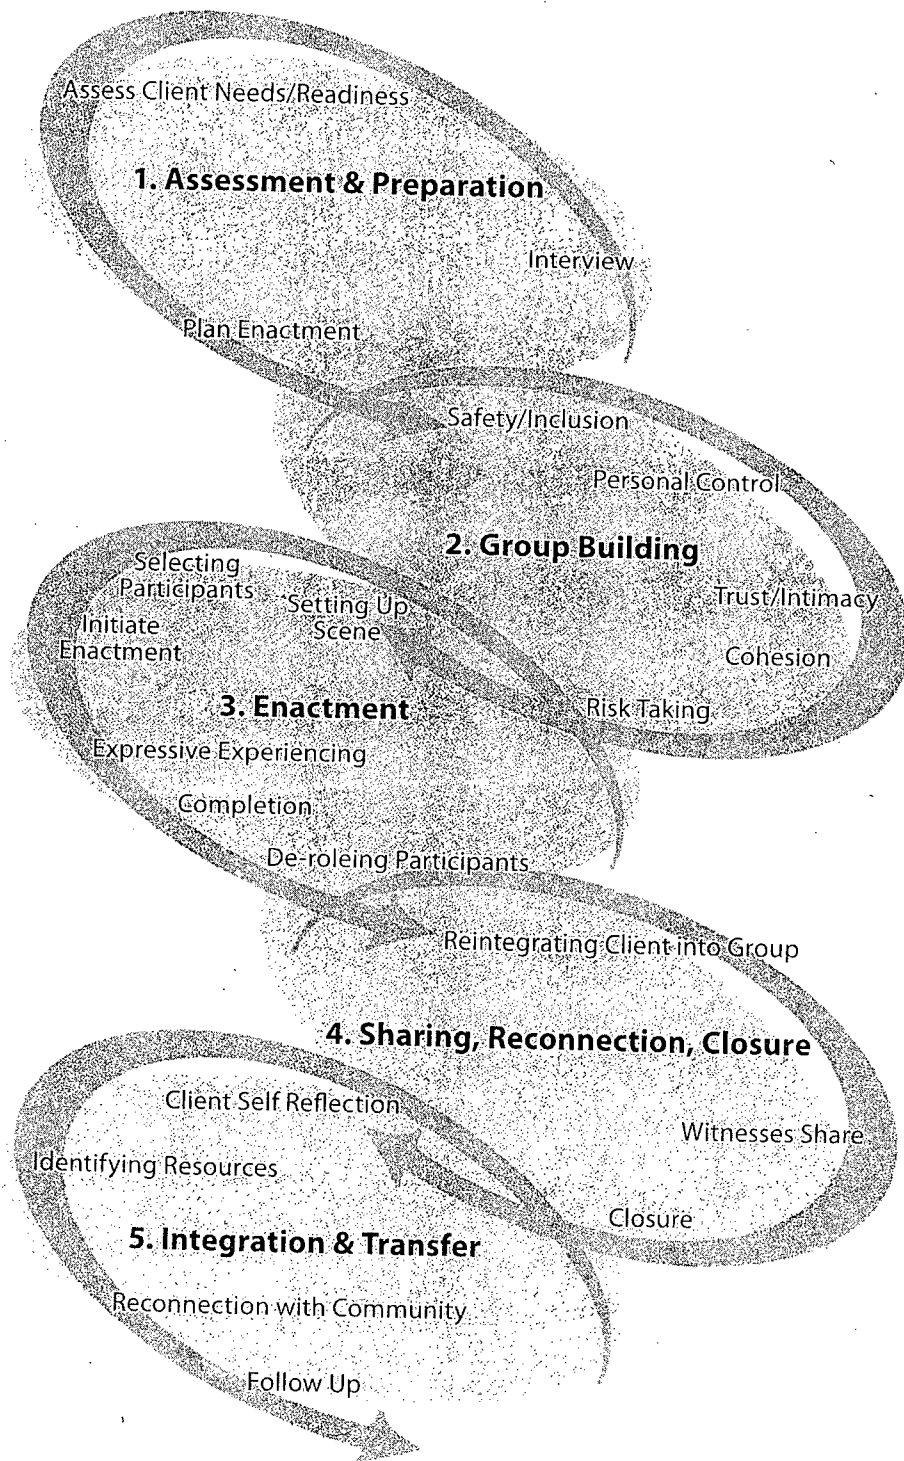 Assess Client Needs/Readiness
1. Assessment & Preparation
Interview
Plan Enactment
Safety/Inclusion
Personal Control
2. Group Building
Trust/Intimacy
Cohesion
Risk Taking
Selecting
Participants
Setting Up
Scene
Initiate
Enactment
3. Enactment
Expressive Experiencing
Completion
De-roleing Participants
Reintegrating Client into Group
4. Sharing, Reconnection, Closure
Witnesses Share
Closure
Client Self Reflection
Identifying Resources
5. Integration & Transfer
Reconnection with Community
Follow Up